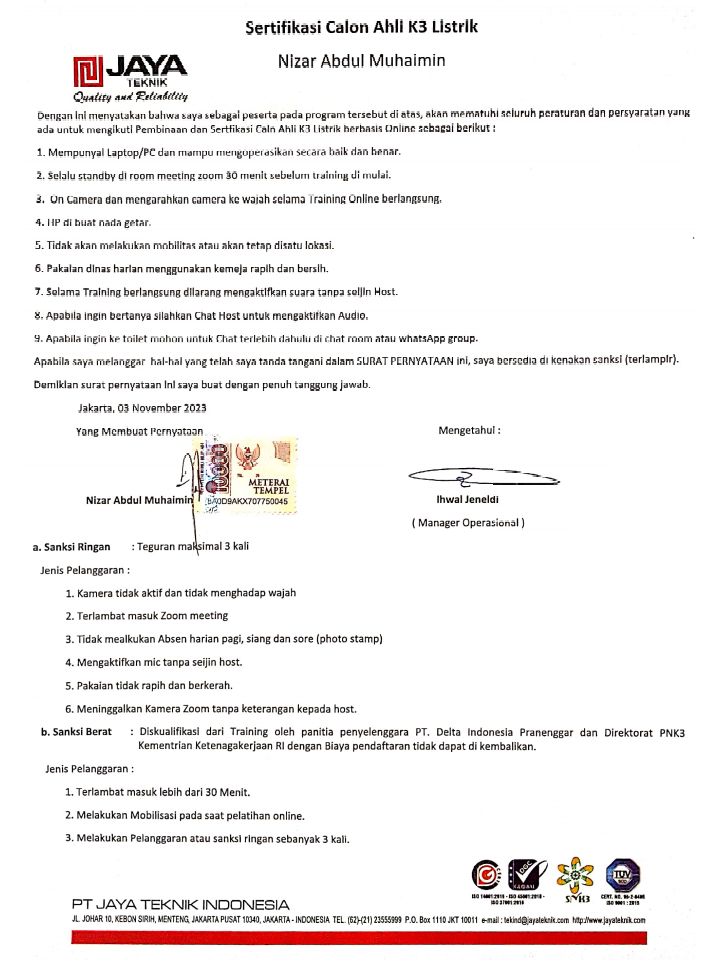 Sertifikasi Calon Ahli K3 Listrik
Nizar Abdul Muhaimin
JAYA
TEKNIK
Quality and Reliability
Dengan ini menyatakan bahwa saya sebagai peserta pada program tersebut di atas, akan mematuhi seluruh peraturan dan persyaratan yang
ada untuk mengikuti Pembinaan dan Sertfikasi Caln Ahli K3 Listrik berbasis Online sebagai berikut :
1. Mempunyai Laptop/PC dan mampu mengoperasikan secara baik dan benar.
2. Selalu standby di room meeting zoom 30 menit sebelum training di mulai.
3. On Camera dan mengarahkan camera ke wajah selama Training Online berlangsung.
4. HP di buat nada getar.
5. Tidak akan melakukan mobilitas atau akan tetap disatu lokasi.
6. Pakaian dinas harian menggunakan kemeja rapih dan bersih.
7. Selama Training berlangsung dilarang mengaktifkan suara tanpa seijin Host.
8. Apabila ingin bertanya silahkan Chat Host untuk mengaktifkan Audio.
9. Apabila ingin ke toilet mohon untuk Chat terlebih dahulu di chat room atau whatsApp group.
Apabila saya melanggar hal-hal yang telah saya tanda tangani dalam SURAT PERNYATAAN ini, saya bersedia di kenakan sanksi (terlampir).
Demikian surat pernyataan ini saya buat dengan penuh tanggung jawab.
Jakarta, 03 November 2023
Yang Membuat Pernyataan
Mengetahui :
10000
METERAI
TEMPEL
BA0D9AKX707750045
Nizar Abdul Muhaimin
Ihwal Jeneldi
( Manager Operasional )
a. Sanksi Ringan : Teguran maksimal 3 kali
Jenis Pelanggaran :
1. Kamera tidak aktif dan tidak menghadap wajah
2. Terlambat masuk Zoom meeting
3. Tidak mealkukan Absen harian pagi, siang dan sore (photo stamp)
4. Mengaktifkan mic tanpa seijin host.
5. Pakaian tidak rapih dan berkerah.
6. Meninggalkan Kamera Zoom tanpa keterangan kepada host.
b. Sanksi Berat : Diskualifikasi dari Training oleh panitia penyelenggara PT. Delta Indonesia Pranenggar dan Direktorat PNK3
Kementrian Ketenagakerjaan RI dengan Biaya pendaftaran tidak dapat di kembalikan.
Jenis Pelanggaran :
1. Terlambat masuk lebih dari 30 Menit.
2. Melakukan Mobilisasi pada saat pelatihan online.
3. Melakukan Pelanggaran atau sanksi ringan sebanyak 3 kali.
KAN
TUV
ISO 14001:2015 - ISO 45001:2018 -
ISO 37001:2016
SMK3
ISO 9001 : 2015
PT JAYA TEKNIK INDONESIA
JL. JOHAR 10, KEBON SIRIH, MENTENG, JAKARTA PUSAT 10340, JAKARTA - INDONESIA TEL. (62)-(21) 23555999 P.O. Box 1110 JKT 10011 e-mail : tekind@jayateknik.com http://www.jayateknik.com